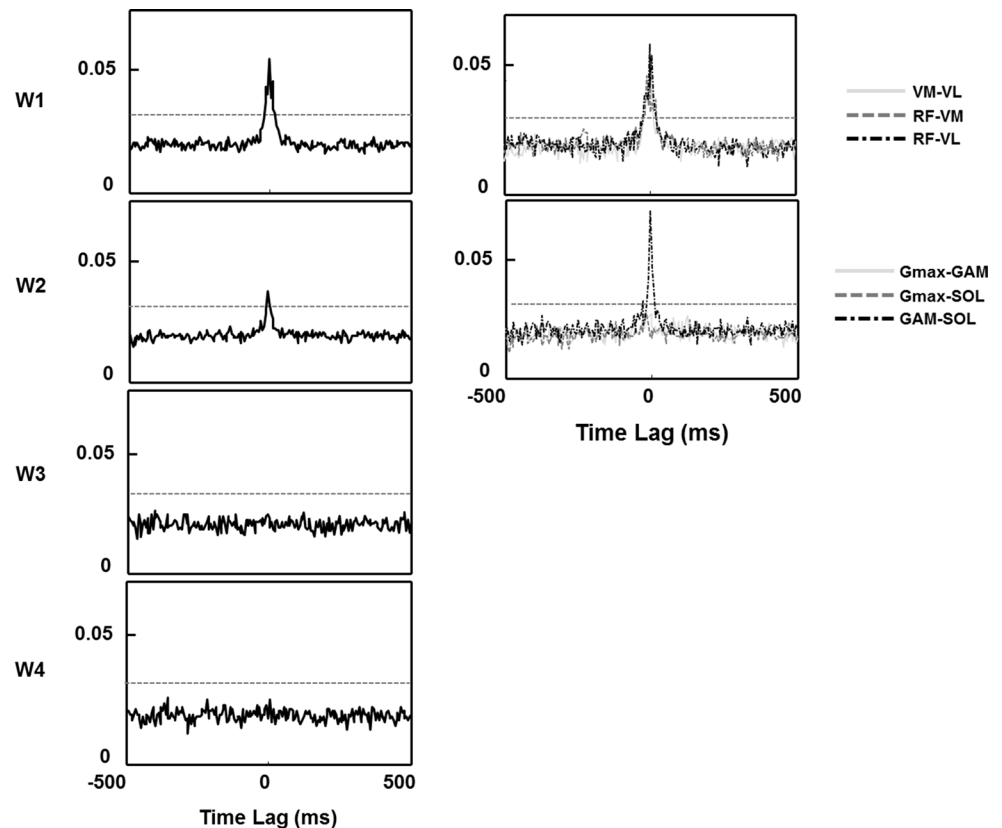 W1
0.05
0
W2
0.05
0
W3
0.05
0
W4
0.05
0
-500
0
500
Time Lag (ms)
0.05
0
VM-VL
RF-VM
RF-VL
0.05
0
-500
0
500
Time Lag (ms)
Gmax-GAM
Gmax-SOL
GAM-SOL